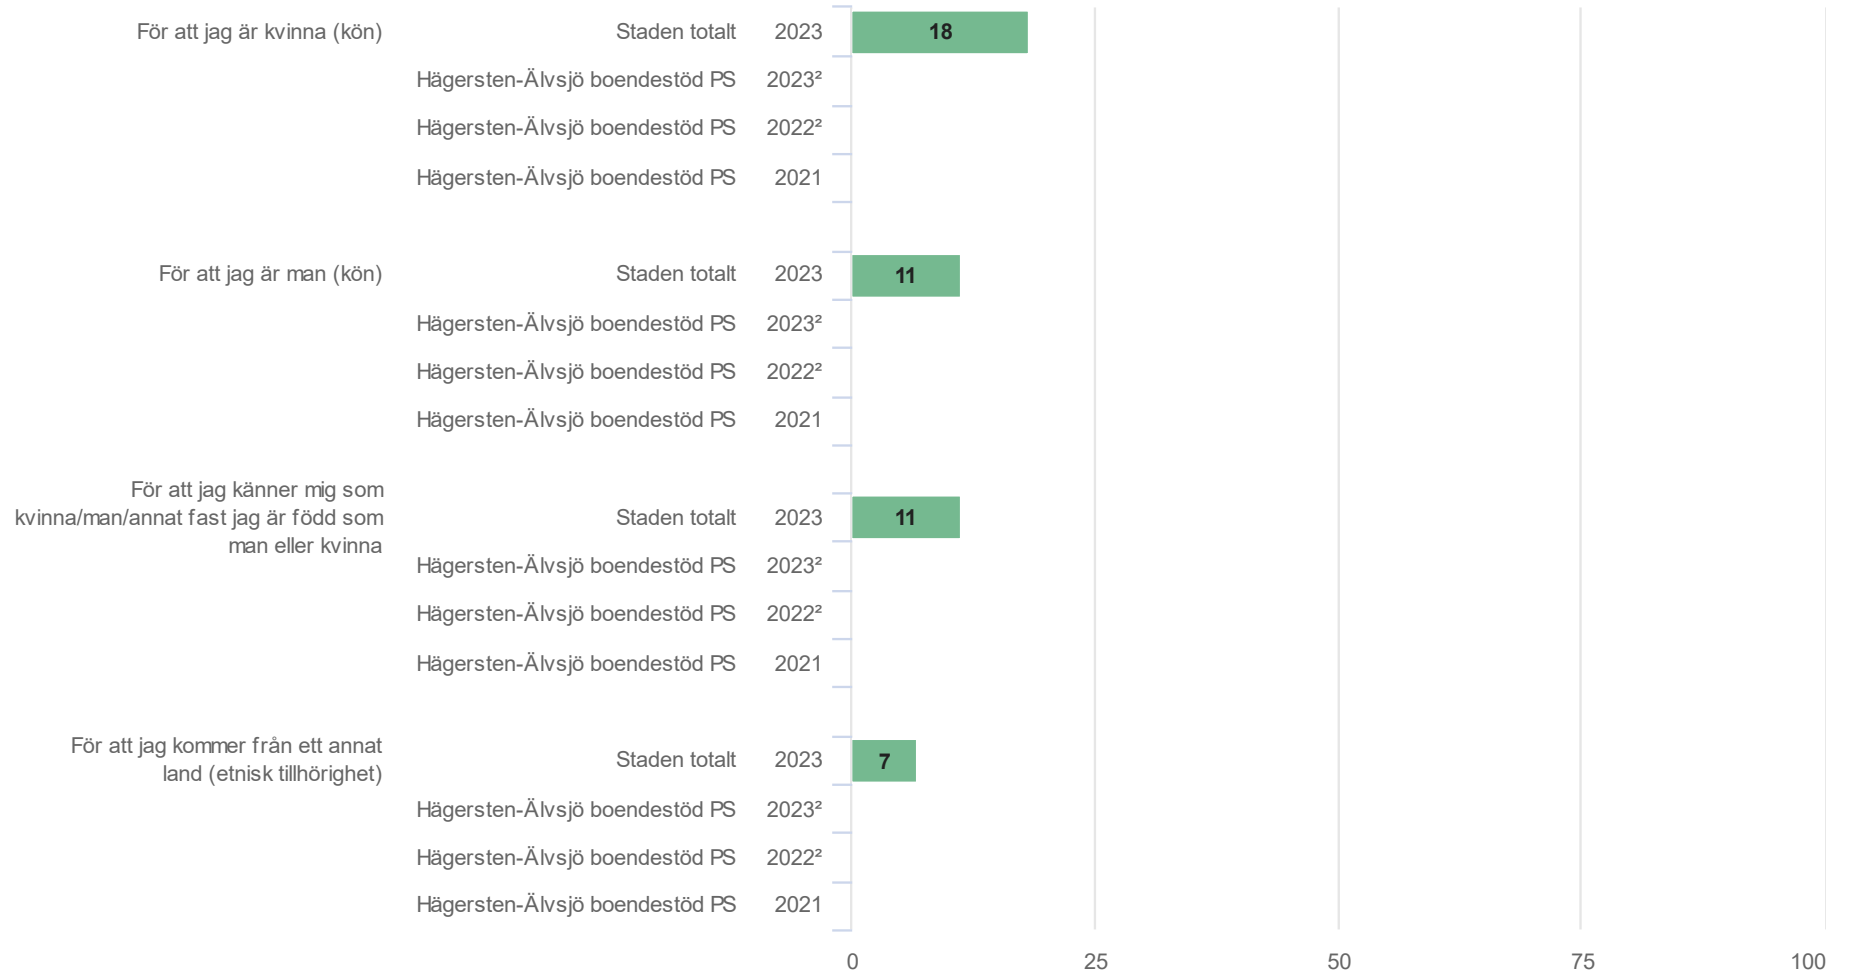 För att jag är kvinna (kön) Staden totalt 2023 18
Hägersten-Älvsjö boendestöd PS 2023²
Hägersten-Älvsjö boendestöd PS 2022²
Hägersten-Älvsjö boendestöd PS 2021
För att jag är man (kön) Staden totalt 2023 11
Hägersten-Älvsjö boendestöd PS 2023²
Hägersten-Älvsjö boendestöd PS 2022²
Hägersten-Älvsjö boendestöd PS 2021
För att jag känner mig som
kvinna/man/annat fast jag är född som Staden totalt 2023 11
man eller kvinna
Hägersten-Älvsjö boendestöd PS 2023²
Hägersten-Älvsjö boendestöd PS 2022²
Hägersten-Älvsjö boendestöd PS 2021
För att jag kommer från ett annat
land (etnisk tillhörighet) Staden totalt 2023 7
Hägersten-Älvsjö boendestöd PS 2023²
Hägersten-Älvsjö boendestöd PS 2022²
Hägersten-Älvsjö boendestöd PS 2021
0 25 50 75 100